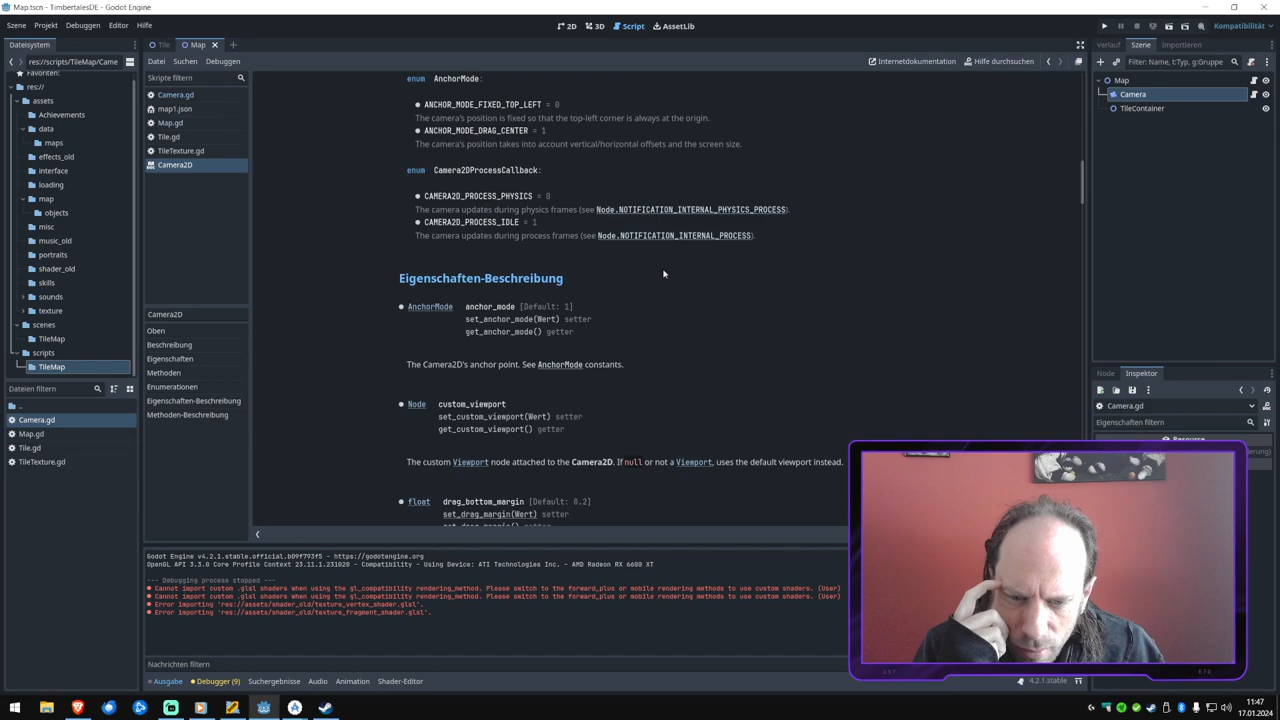 Map.tscn - TimbertalesDE - Godot Engine
Szene Projekt Debuggen Editor Hilfe
2D 3D Script AssetLib
Kompatibilität
Dateisystem
Tile Map
res://scripts/TileMap/Came
Favoriten:
res://
assets
Achievements
data
maps
effects_old
interface
loading
map
objects
misc
music_old
portraits
shader_old
skills
sounds
texture
scenes
TileMap
scripts
TileMap
Dateien filtern
..
Camera.gd
Map.gd
Tile.gd
TileTexture.gd
Datei Suchen Debuggen
Internetdokumentation Hilfe durchsuchen
Skripte filtern
Camera.gd
map1.json
Map.gd
Tile.gd
TileTexture.gd
Camera2D
Camera2D
Oben
Beschreibung
Eigenschaften
Methoden
Enumerationen
Eigenschaften-Beschreibung
Methoden-Beschreibung
enum AnchorMode:
ANCHOR_MODE_FIXED_TOP_LEFT = 0
The camera's position is fixed so that the top-left corner is always at the origin.
ANCHOR_MODE_DRAG_CENTER = 1
The camera's position takes into account vertical/horizontal offsets and the screen size.
enum Camera2DProcessCallback:
CAMERA2D_PROCESS_PHYSICS = 0
The camera updates during physics frames (see Node.NOTIFICATION_INTERNAL_PHYSICS_PROCESS).
CAMERA2D_PROCESS_IDLE = 1
The camera updates during process frames (see Node.NOTIFICATION_INTERNAL_PROCESS).
Eigenschaften-Beschreibung
AnchorMode anchor_mode [Default: 1]
set_anchor_mode(Wert) setter
get_anchor_mode() getter
The Camera2D's anchor point. See AnchorMode constants.
Node custom_viewport
set_custom_viewport(Wert) setter
get_custom_viewport() getter
The custom Viewport node attached to the Camera2D. If null or not a Viewport, uses the default viewport instead.
float drag_bottom_margin [Default: 0.2]
set_drag_margin(Wert) setter
Godot Engine v4.2.1.stable.official.b09f793f5 - https://godotengine.org
OpenGL API 3.3.0 Core Profile Context 23.11.1.231020 - Compatibility - Using Device: ATI Technologies Inc. - AMD Radeon RX 6600 XT
--- Debugging process stopped ---
Cannot import custom .glsl shaders when using the gl_compatibility rendering_method. Please switch to the forward_plus or mobile rendering methods to use custom shaders. (User)
Cannot import custom .glsl shaders when using the gl_compatibility rendering_method. Please switch to the forward_plus or mobile rendering methods to use custom shaders. (User)
Error importing 'res://assets/shader_old/texture_vertex_shader.glsl'.
Error importing 'res://assets/shader_old/texture_fragment_shader.glsl'.
Nachrichten filtern
Ausgabe Debugger (9) Suchergebnisse Audio Animation Shader-Editor
4.2.1.stable
Verlauf Szene Importieren
Filter: Name, t:Typ, g:Gruppe
Map
Camera
TileContainer
Node Inspektor
Camera.gd
Eigenschaften filtern
Resource
11:47
17.01.2024